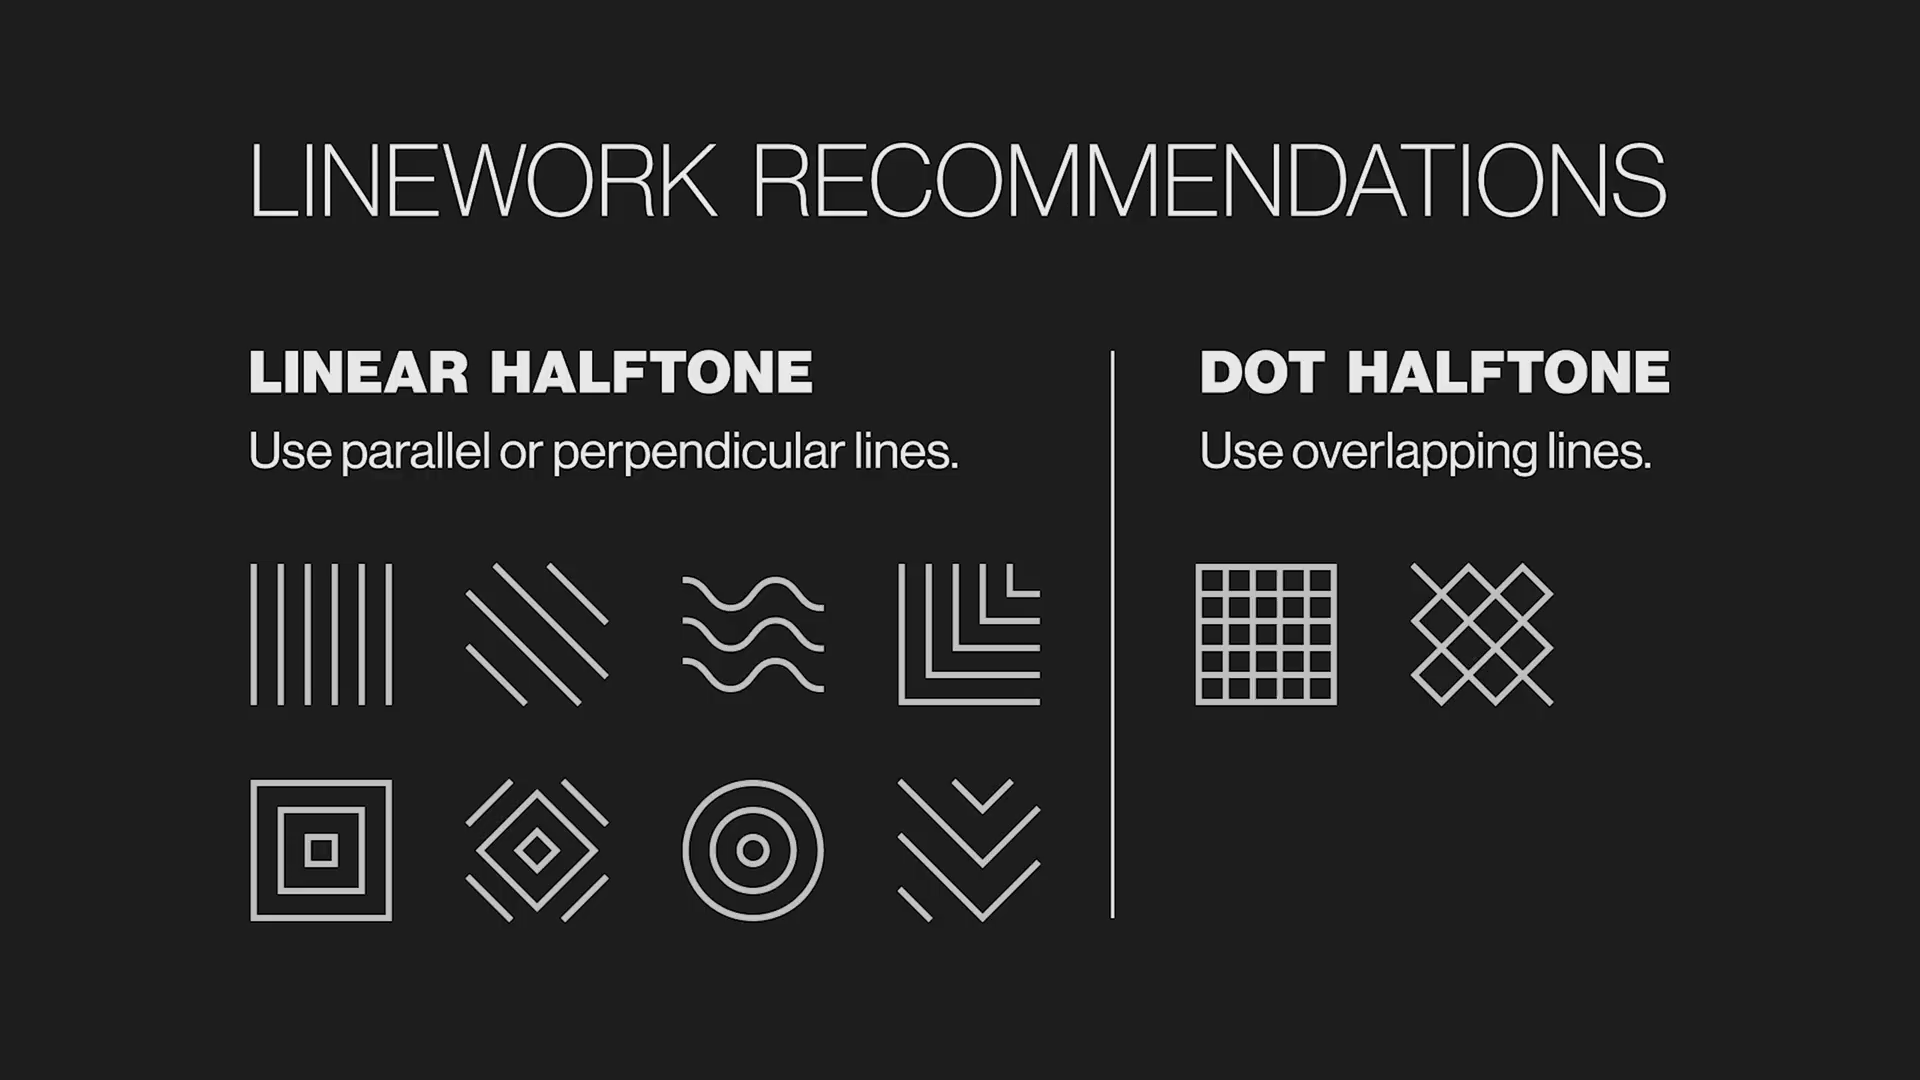 LINEWORK RECOMMENDATIONS
LINEAR HALFTONE
Use parallel or perpendicular lines.
DOT HALFTONE
Use overlapping lines.